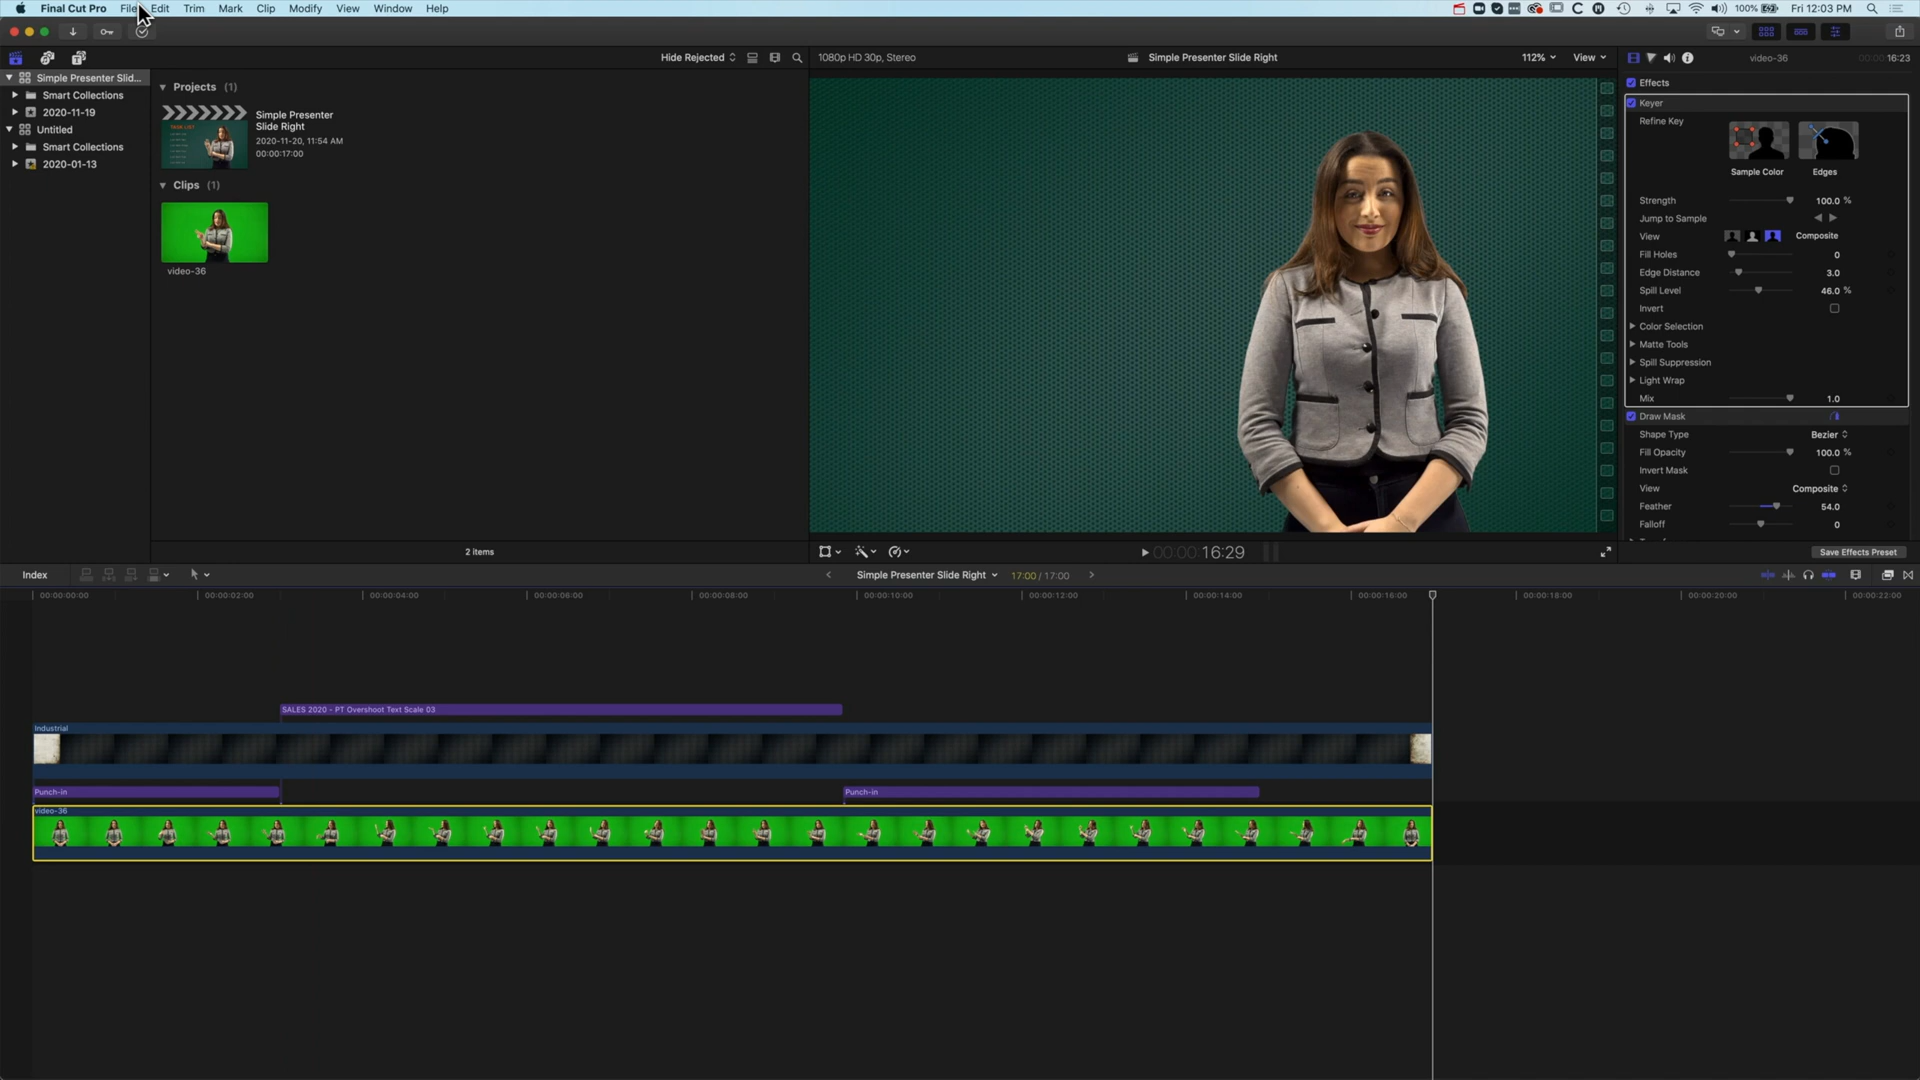 Final Cut Pro File Edit Trim Mark Clip Modify View Window Help
100% Fri 12:03 PM
Hide Rejected
1080p HD 30p, Stereo
Simple Presenter Slide Right
112% View
video-36
00:00:16:23
Simple Presenter Slid...
Smart Collections
2020-11-19
Untitled
Smart Collections
2020-01-13
Projects (1)
TASK LIST
Simple Presenter
Slide Right
2020-11-20, 11:54 AM
00:00:17:00
Clips (1)
video-36
2 items
00:00:16:29
Effects
Keyer
Refine Key
Sample Color Edges
Strength 100.0 %
Jump to Sample
View Composite
Fill Holes 0
Edge Distance 3.0
Spill Level 46.0 %
Invert
Color Selection
Matte Tools
Spill Suppression
Light Wrap
Mix 1.0
Draw Mask
Shape Type Bezier
Fill Opacity 100.0 %
Invert Mask
View Composite
Feather 54.0
Falloff 0
Save Effects Preset
Index
Simple Presenter Slide Right 17:00 / 17:00
00:00:00:00 00:00:02:00 00:00:04:00 00:00:06:00 00:00:08:00 00:00:10:00 00:00:12:00 00:00:14:00 00:00:16:00 00:00:18:00 00:00:20:00 00:00:22:00
SALES 2020 - PT Overshoot Text Scale 03
Industrial
Punch-in Punch-in
video-36